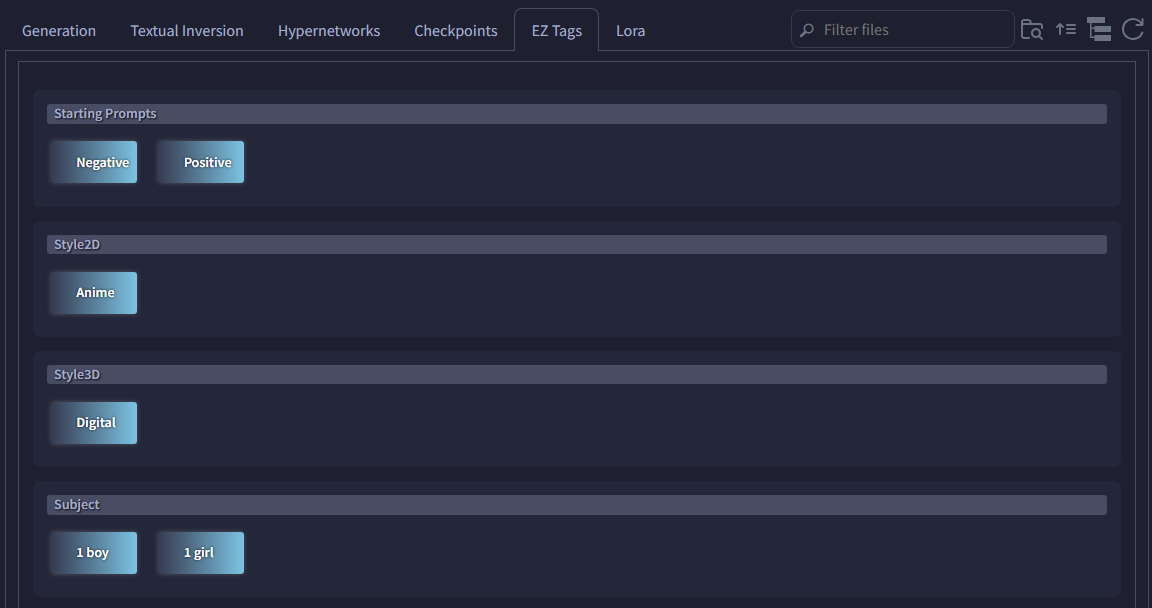 Generation Textual Inversion Hypernetworks Checkpoints EZ Tags Lora Filter files
Starting Prompts
Negative Positive
Style2D
Anime
Style3D
Digital
Subject
1 boy 1 girl